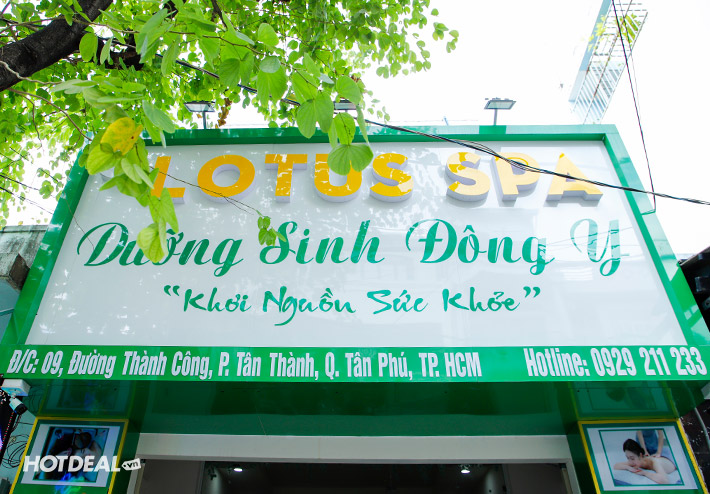 LOTUS SPA
Dưỡng Sinh Đông Y
“Khơi Nguồn Sức Khỏe”
Đ/C: 09, Đường Thành Công, P. Tân Thành, Q. Tân Phú, TP. HCM Hotline: 0929 211 233
HOTDEAL.vn